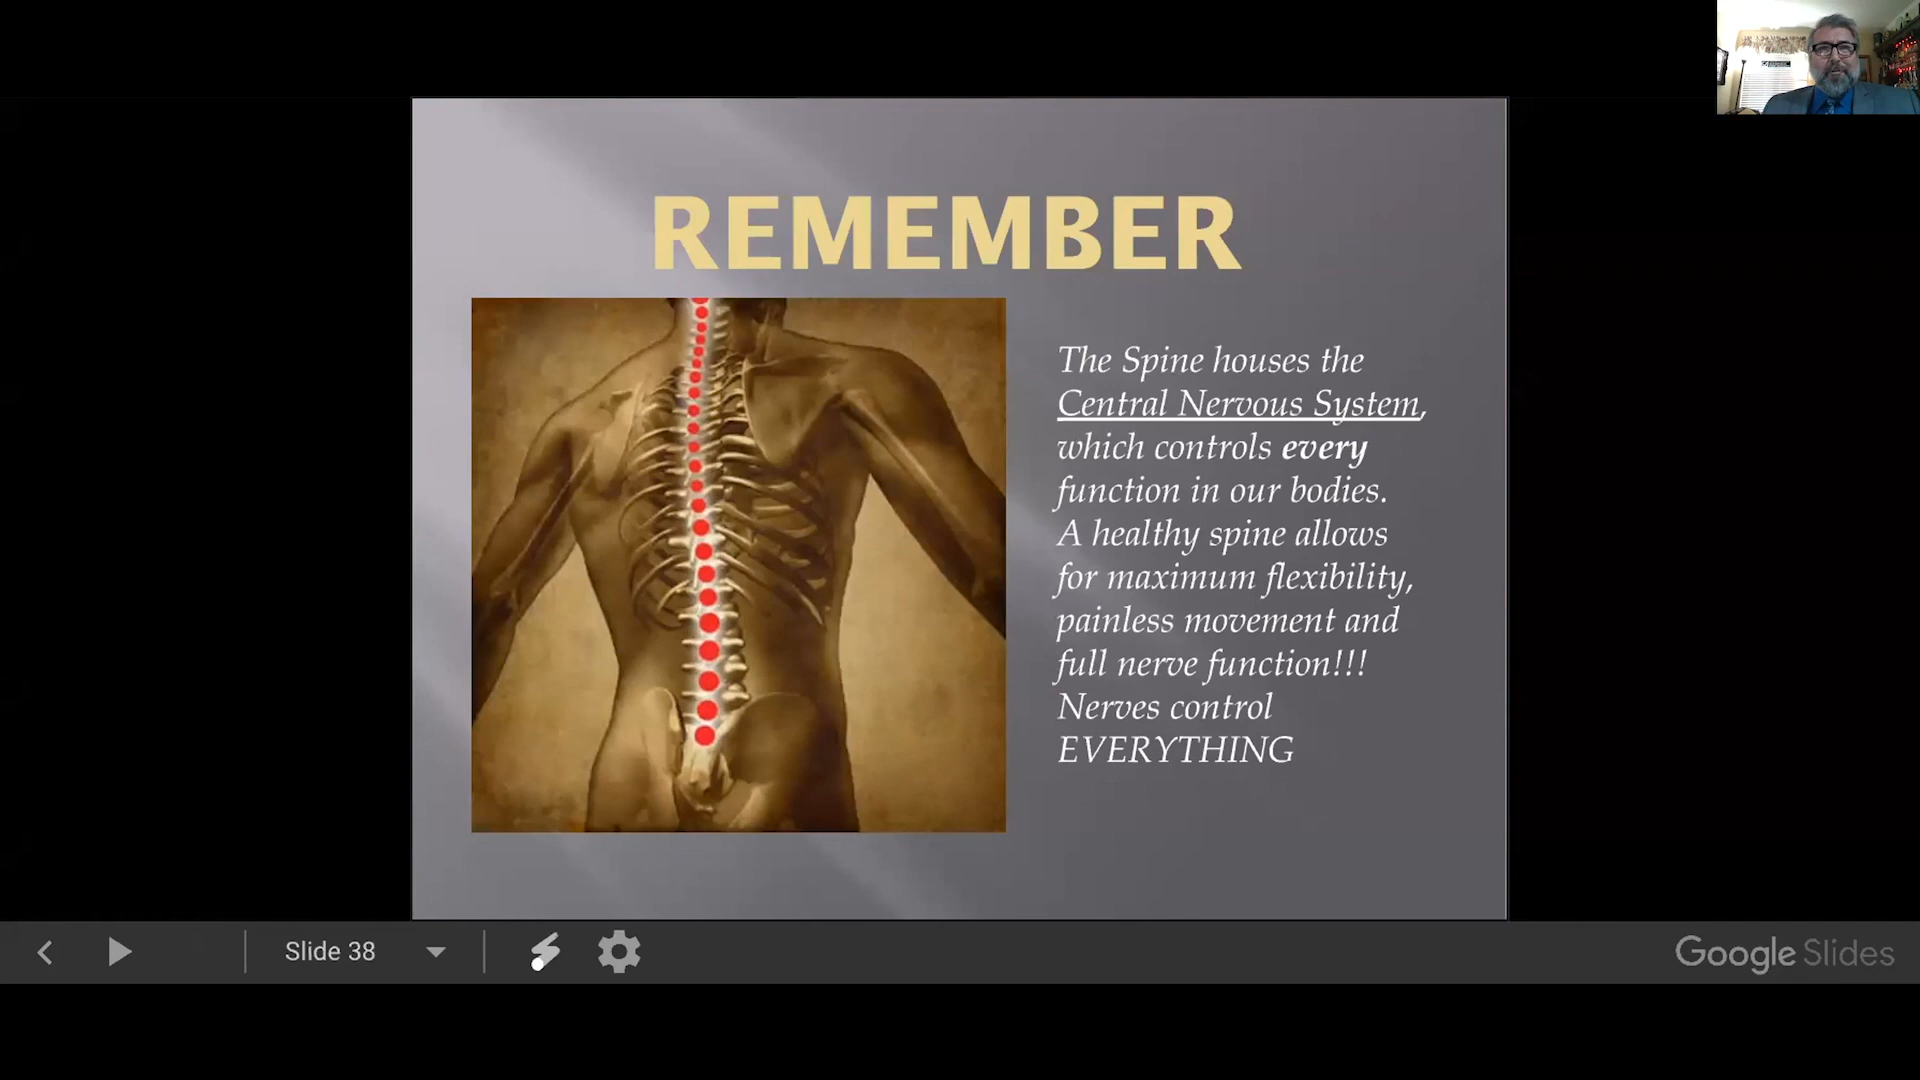 REMEMBER
The Spine houses the
Central Nervous System,
which controls every
function in our bodies.
A healthy spine allows
for maximum flexibility,
painless movement and
full nerve function!!!
Nerves control
EVERYTHING
Slide 38
Google Slides